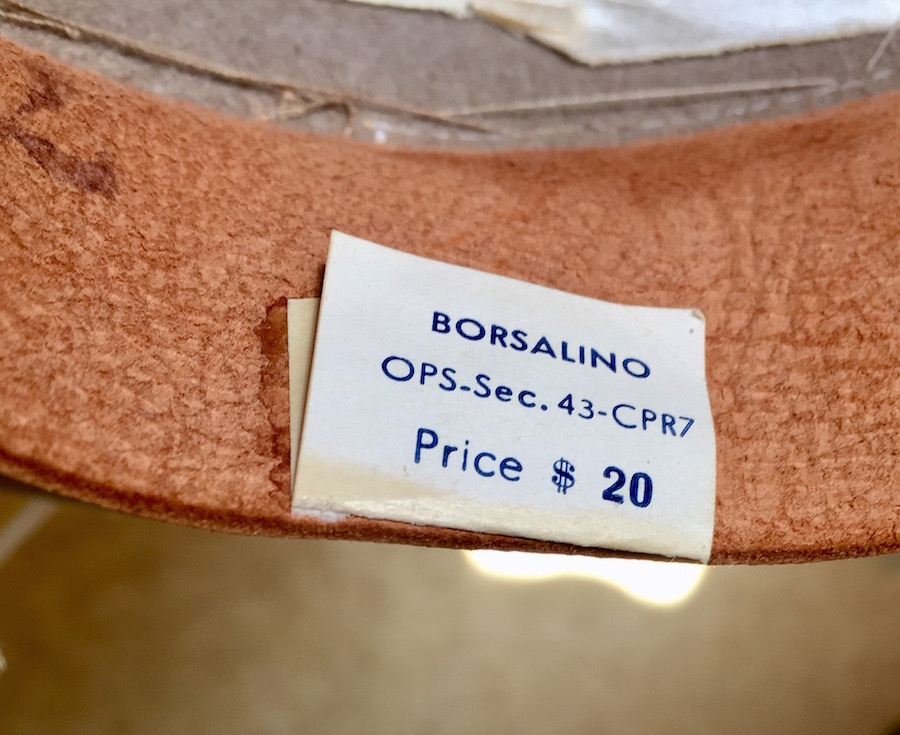 BORSALINO
OPS-Sec. 43-CPR7
Price $ 20